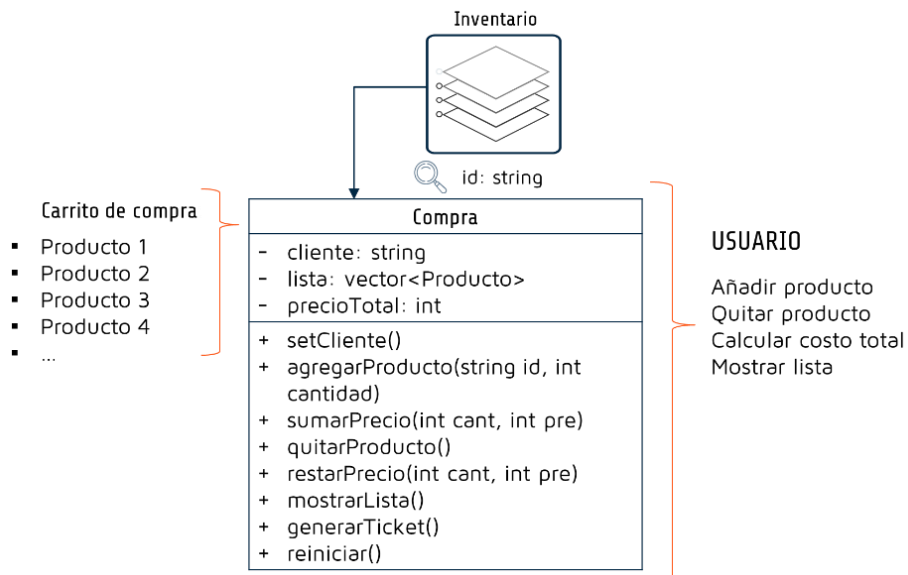 Inventario
id: string
Carrito de compra
▪ Producto 1
▪ Producto 2
▪ Producto 3
▪ Producto 4
▪ ...
Compra
- cliente: string
- lista: vector<Producto>
- precioTotal: int
+ setCliente()
+ agregarProducto(string id, int
cantidad)
+ sumarPrecio(int cant, int pre)
+ quitarProducto()
+ restarPrecio(int cant, int pre)
+ mostrarLista()
+ generarTicket()
+ reiniciar()
USUARIO
Añadir producto
Quitar producto
Calcular costo total
Mostrar lista